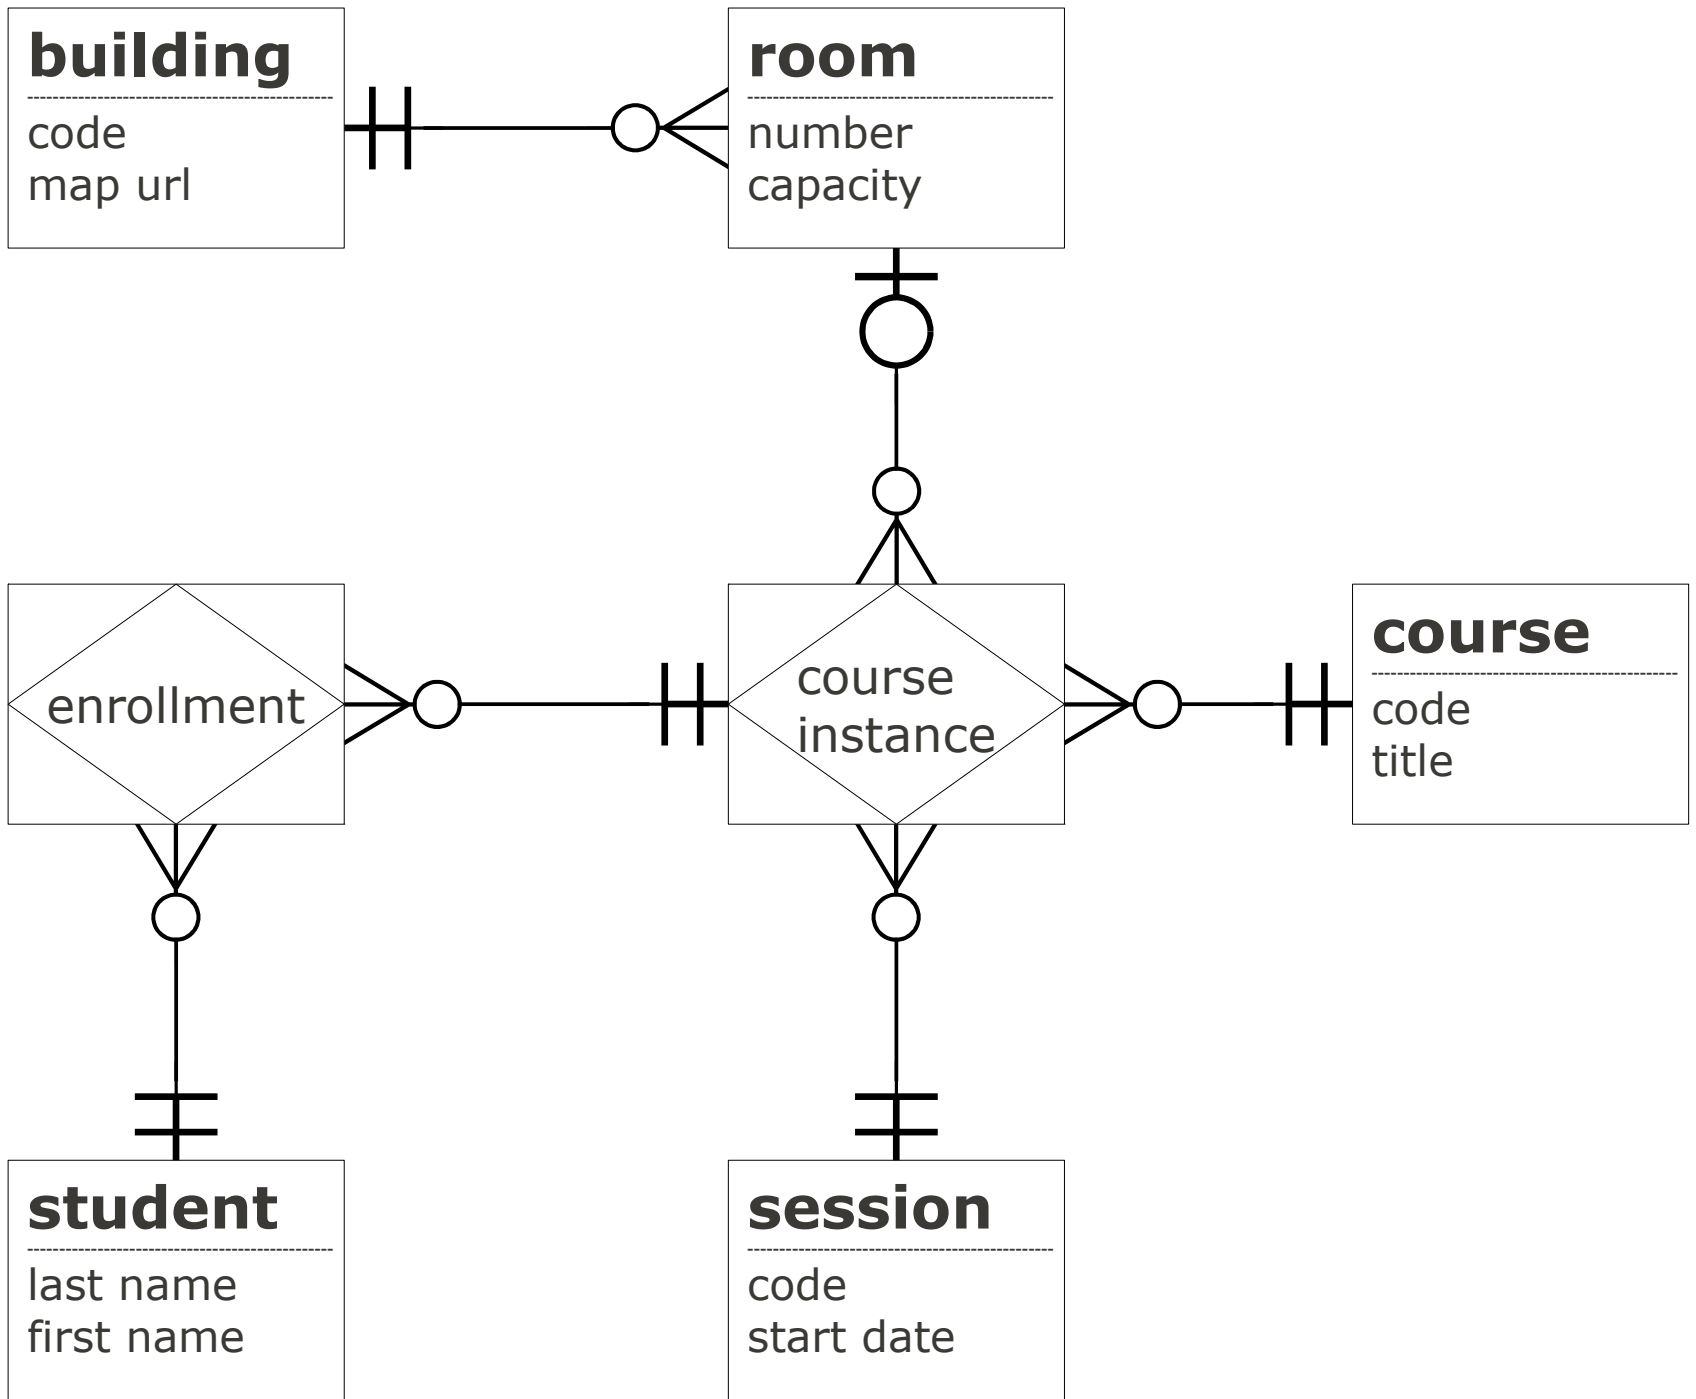 building
code
map url
room
number
capacity
enrollment
course
instance
course
code
title
student
last name
first name
session
code
start date